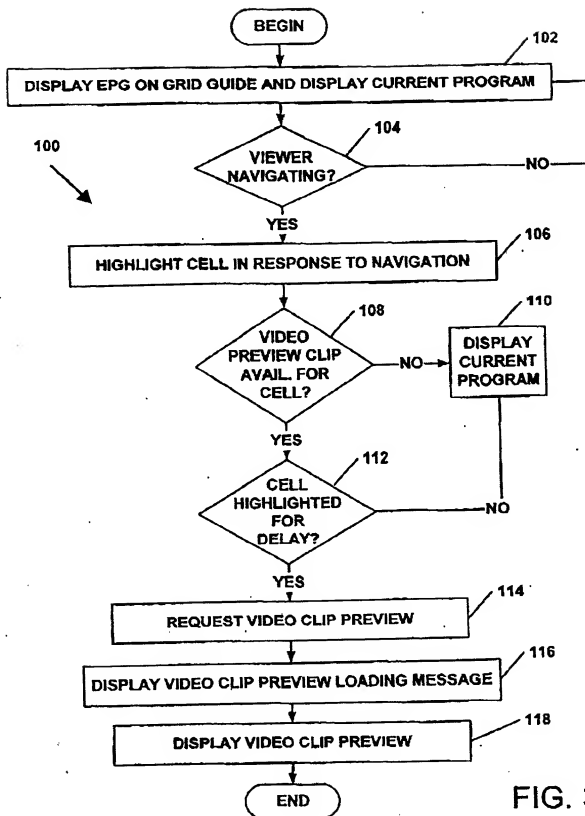 BEGIN
102
DISPLAY EPG ON GRID GUIDE AND DISPLAY CURRENT PROGRAM
104
100
VIEWER
NAVIGATING?
NO
YES
106
HIGHLIGHT CELL IN RESPONSE TO NAVIGATION
108
110
VIDEO
PREVIEW CLIP
AVAIL. FOR
CELL?
NO
DISPLAY
CURRENT
PROGRAM
YES
112
CELL
HIGHLIGHTED
FOR
DELAY?
NO
YES
114
REQUEST VIDEO CLIP PREVIEW
116
DISPLAY VIDEO CLIP PREVIEW LOADING MESSAGE
118
DISPLAY VIDEO CLIP PREVIEW
END
FIG.